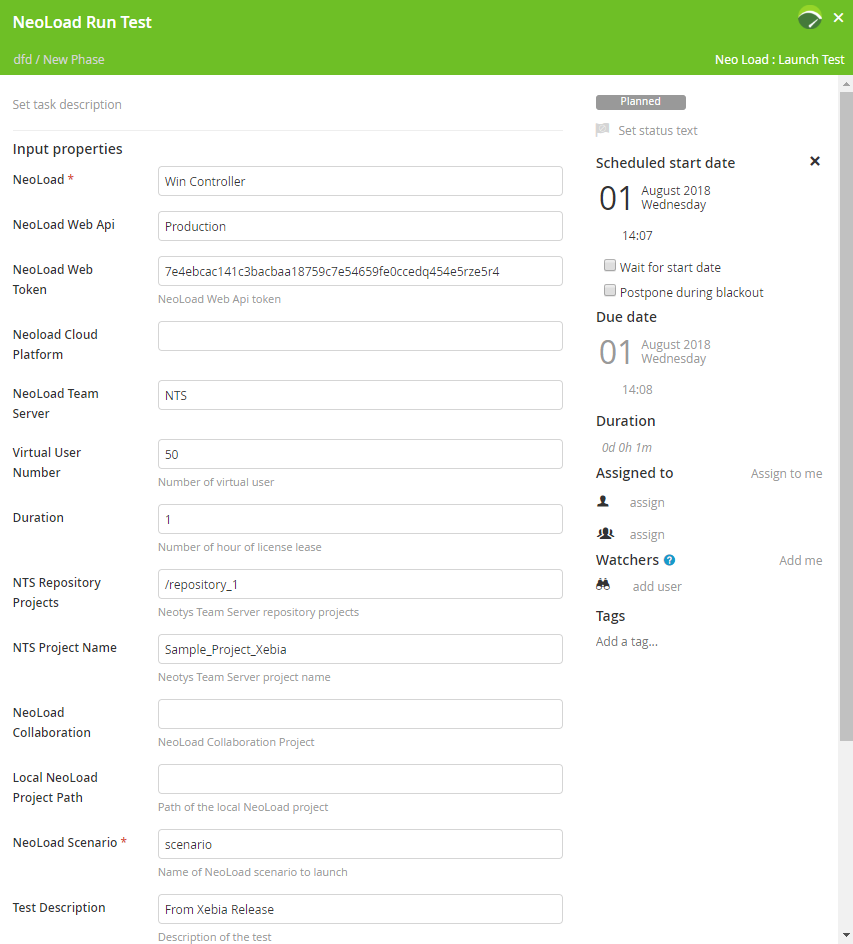 NeoLoad Run Test
dfd / New Phase
Neo Load : Launch Test
Set task description
Input properties
NeoLoad *
Win Controller
NeoLoad Web Api
Production
NeoLoad Web
Token
7e4ebcac141c3bacbaa18759c7e54659fe0ccedq454e5rze5r4
NeoLoad Web Api token
Neoload Cloud
Platform
NeoLoad Team
Server
NTS
Virtual User
Number
50
Number of virtual user
Duration
1
Number of hour of license lease
NTS Repository
Projects
/repository_1
Neotys Team Server repository projects
NTS Project Name
Sample_Project_Xebia
Neotys Team Server project name
NeoLoad
Collaboration
NeoLoad Collaboration Project
Local NeoLoad
Project Path
Path of the local NeoLoad project
NeoLoad Scenario *
scenario
Name of NeoLoad scenario to launch
Test Description
From Xebia Release
Description of the test
Planned
Set status text
Scheduled start date
01
August 2018
Wednesday
14:07
Wait for start date
Postpone during blackout
Due date
01
August 2018
Wednesday
14:08
Duration
0d 0h 1m
Assigned to
Assign to me
assign
assign
Watchers ?
Add me
add user
Tags
Add a tag...